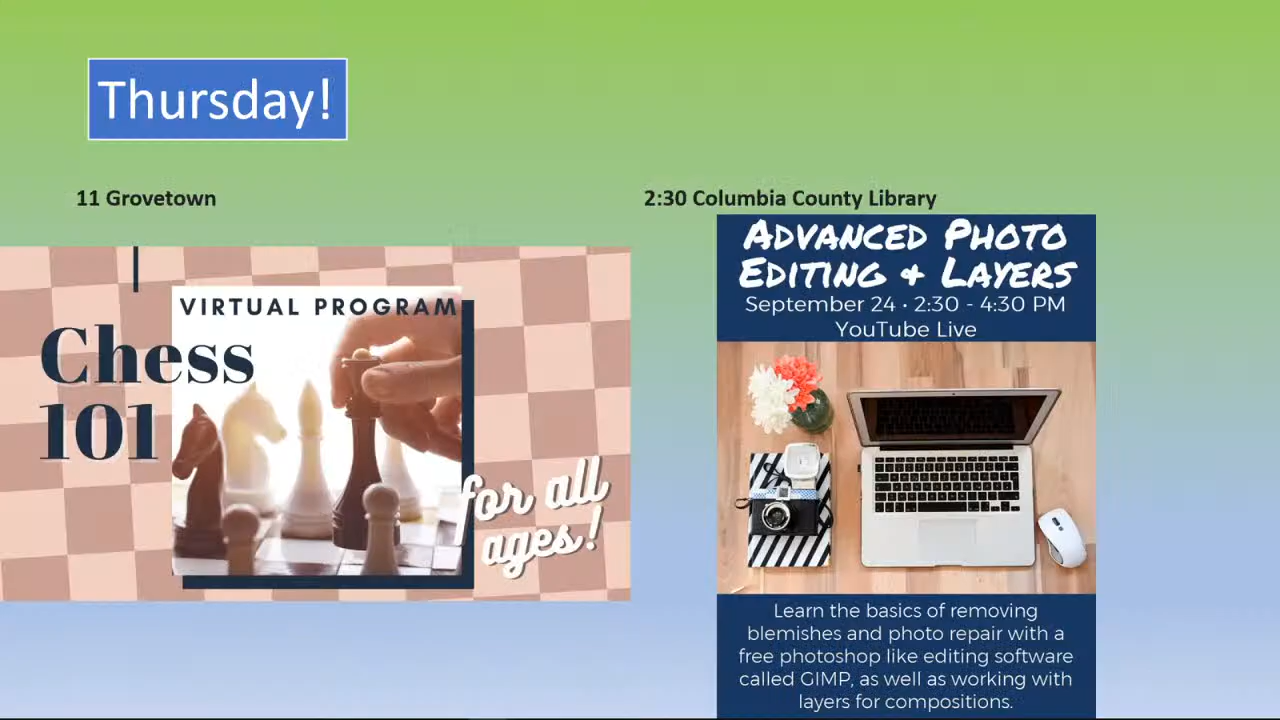 Thursday!
11 Grovetown
VIRTUAL PROGRAM
Chess
101
for all
ages!
2:30 Columbia County Library
ADVANCED PHOTO
EDITING & LAYERS
September 24 • 2:30 - 4:30 PM
YouTube Live
Learn the basics of removing
blemishes and photo repair with a
free photoshop like editing software
called GIMP, as well as working with
layers for compositions.